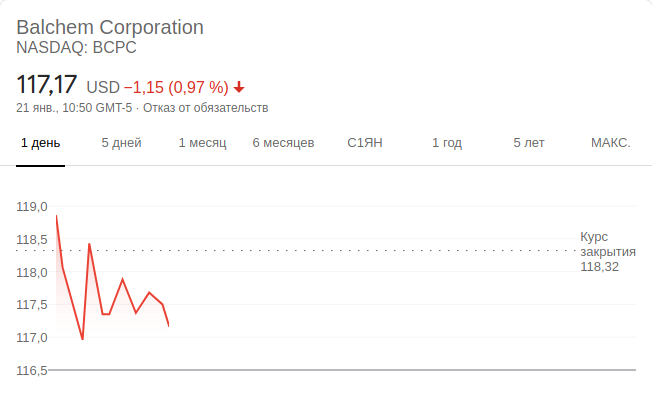 Balchem Corporation
NASDAQ: BCPC
117,17 USD −1,15 (0,97 %)
21 янв., 10:50 GMT-5 · Отказ от обязательств
1 день 5 дней 1 месяц 6 месяцев С1ЯН 1 год 5 лет МАКС.
119,0
118,5
Курс
закрытия
118,32
118,0
117,5
117,0
116,5